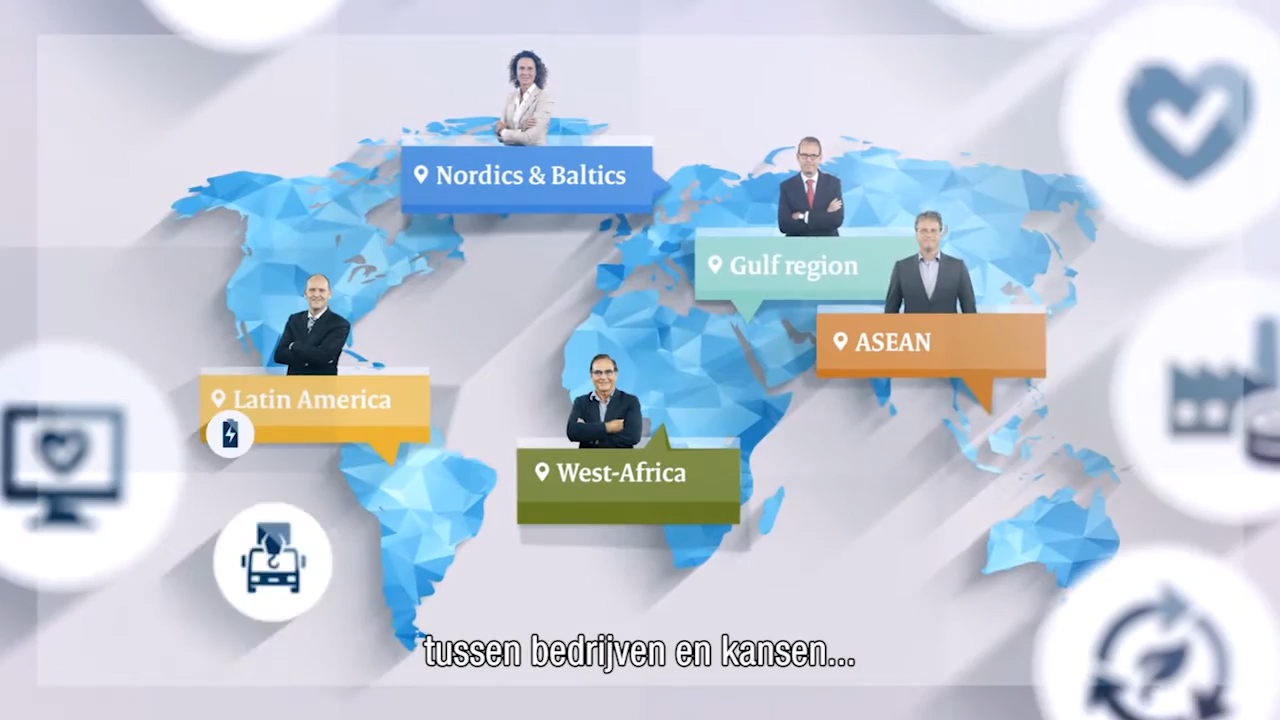 Nordics & Baltics
Gulf region
ASEAN
Latin America
West-Africa
tussen bedrijven en kansen...